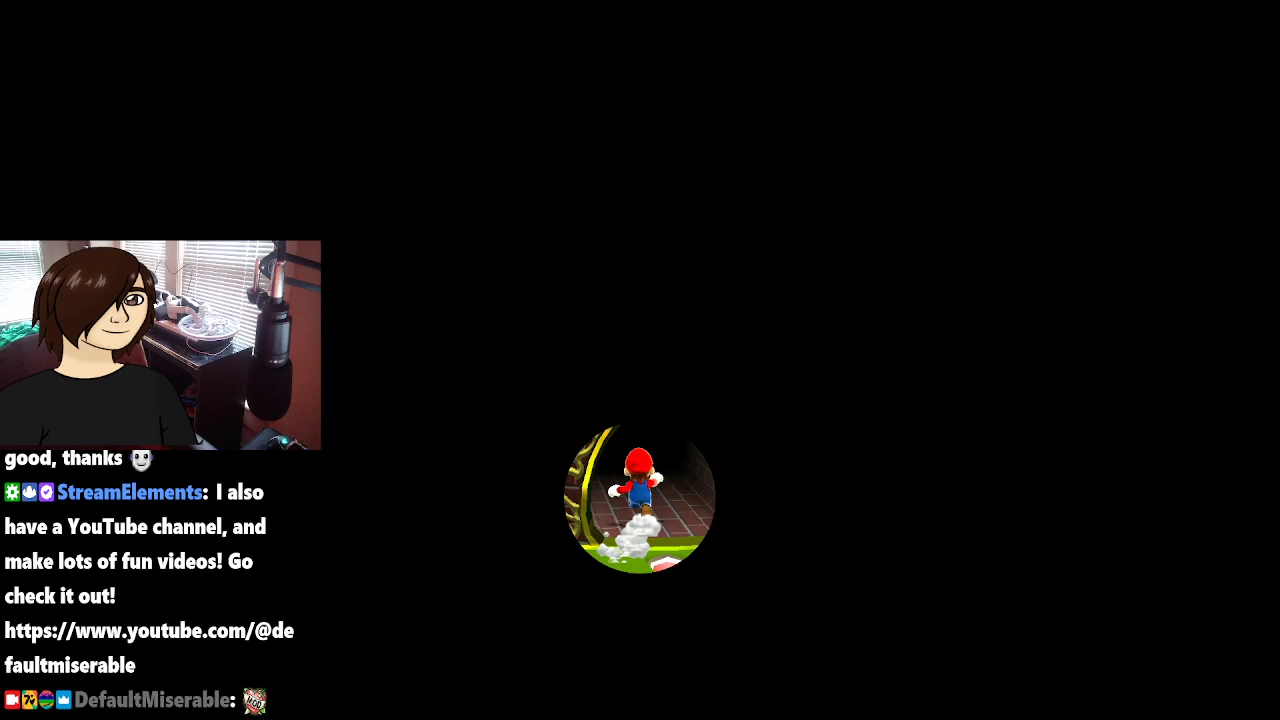 good, thanks
StreamElements: I also
have a YouTube channel, and
make lots of fun videos! Go
check it out!
https://www.youtube.com/@de
faultmiserable
DefaultMiserable: